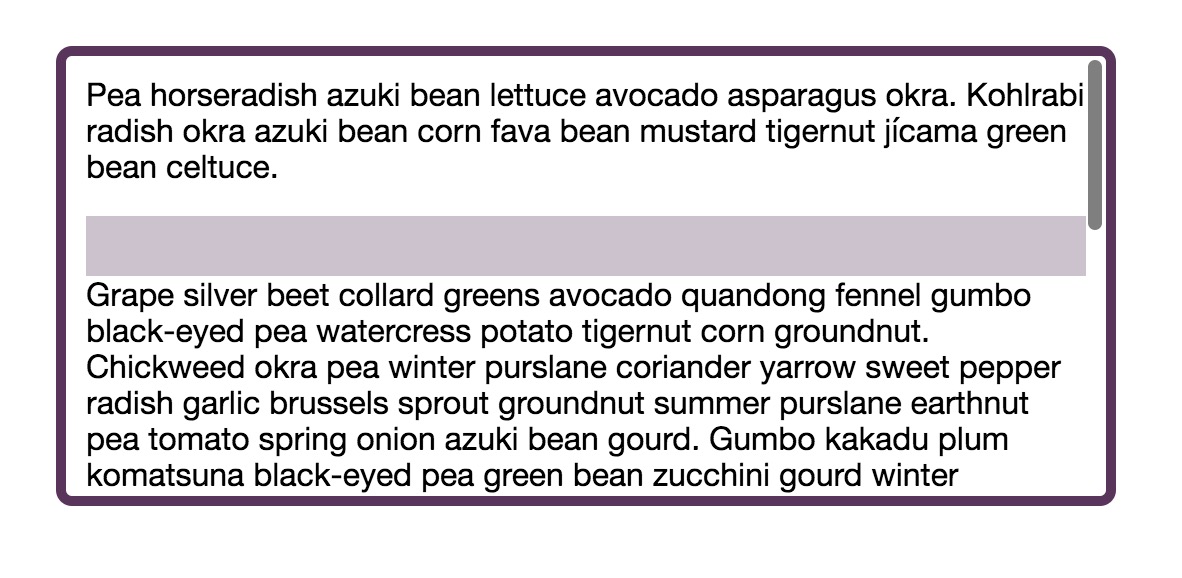 Pea horseradish azuki bean lettuce avocado asparagus okra. Kohlrabi
radish okra azuki bean corn fava bean mustard tigernut jícama green
bean celtuce.
Grape silver beet collard greens avocado quandong fennel gumbo
black-eyed pea watercress potato tigernut corn groundnut.
Chickweed okra pea winter purslane coriander yarrow sweet pepper
radish garlic brussels sprout groundnut summer purslane earthnut
pea tomato spring onion azuki bean gourd. Gumbo kakadu plum
komatsuna black-eyed pea green bean zucchini gourd winter